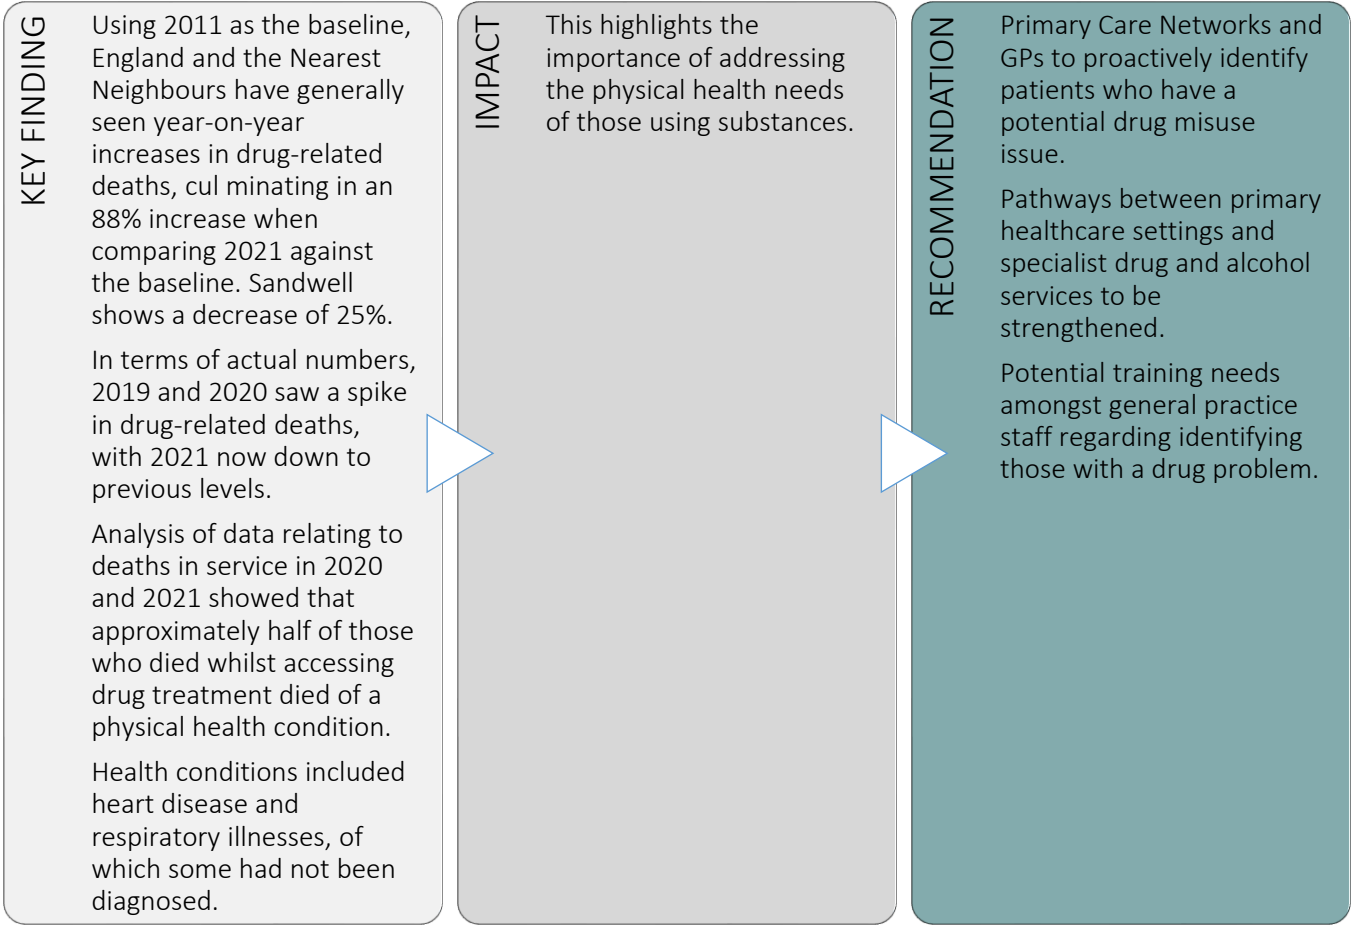 KEY FINDING
Using 2011 as the baseline,
England and the Nearest
Neighbours have generally
seen year-on-year
increases in drug-related
deaths, cul minating in an
88% increase when
comparing 2021 against
the baseline. Sandwell
shows a decrease of 25%.
In terms of actual numbers,
2019 and 2020 saw a spike
in drug-related deaths,
with 2021 now down to
previous levels.
Analysis of data relating to
deaths in service in 2020
and 2021 showed that
approximately half of those
who died whilst accessing
drug treatment died of a
physical health condition.
Health conditions included
heart disease and
respiratory illnesses, of
which some had not been
diagnosed.
IMPACT
This highlights the
importance of addressing
the physical health needs
of those using substances.
RECOMMENDATION
Primary Care Networks and
GPs to proactively identify
patients who have a
potential drug misuse
issue.
Pathways between primary
healthcare settings and
specialist drug and alcohol
services to be
strengthened.
Potential training needs
amongst general practice
staff regarding identifying
those with a drug problem.